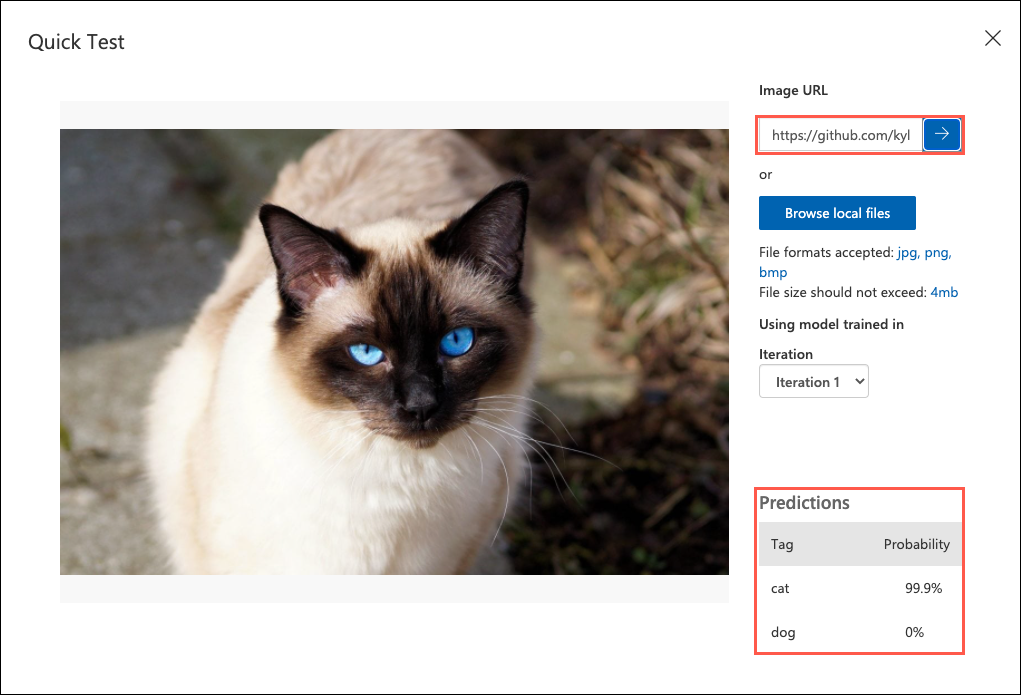 Quick Test
Image URL
https://github.com/kyl
or
Browse local files
File formats accepted: jpg, png,
bmp
File size should not exceed: 4mb
Using model trained in
Iteration
Iteration 1
Predictions
Tag Probability
cat 99.9%
dog 0%